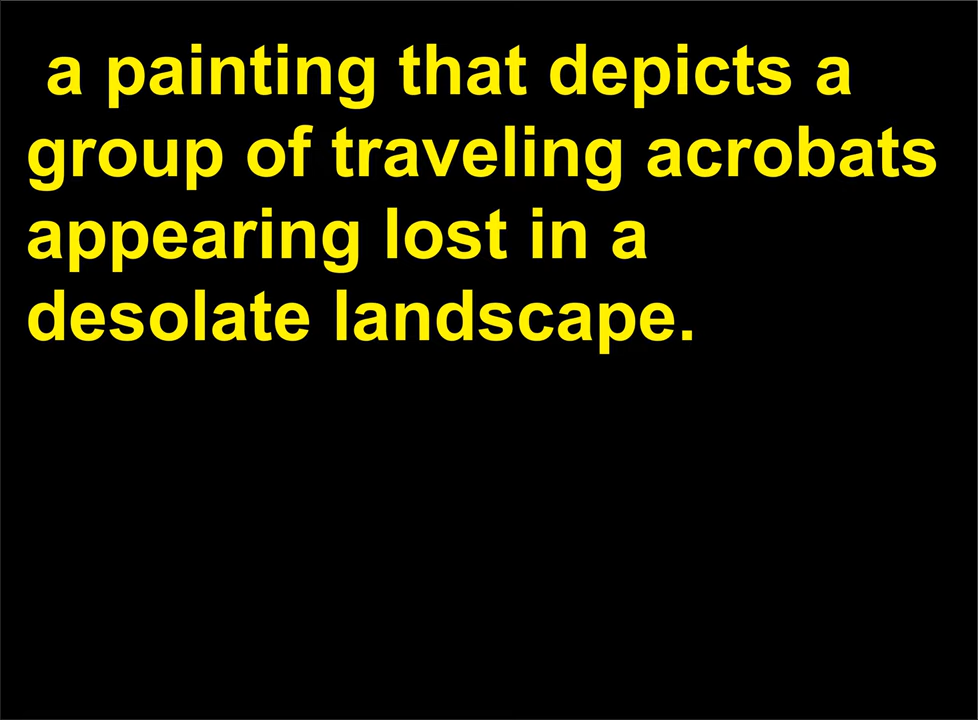 a painting that depicts a
group of traveling acrobats
appearing lost in a
desolate landscape.